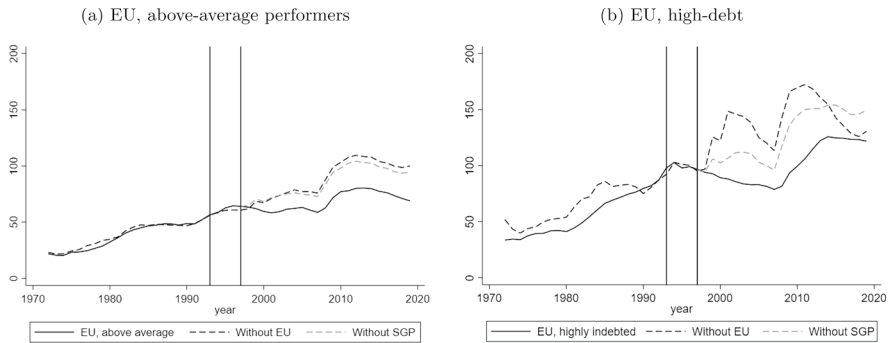 (a) EU, above-average performers
200
150
100
50
0
1970 1980 1990 2000 2010 2020
year
EU, above average Without EU Without SGP
(b) EU, high-debt
200
150
100
50
0
1970 1980 1990 2000 2010 2020
year
EU, highly indebted Without EU Without SGP